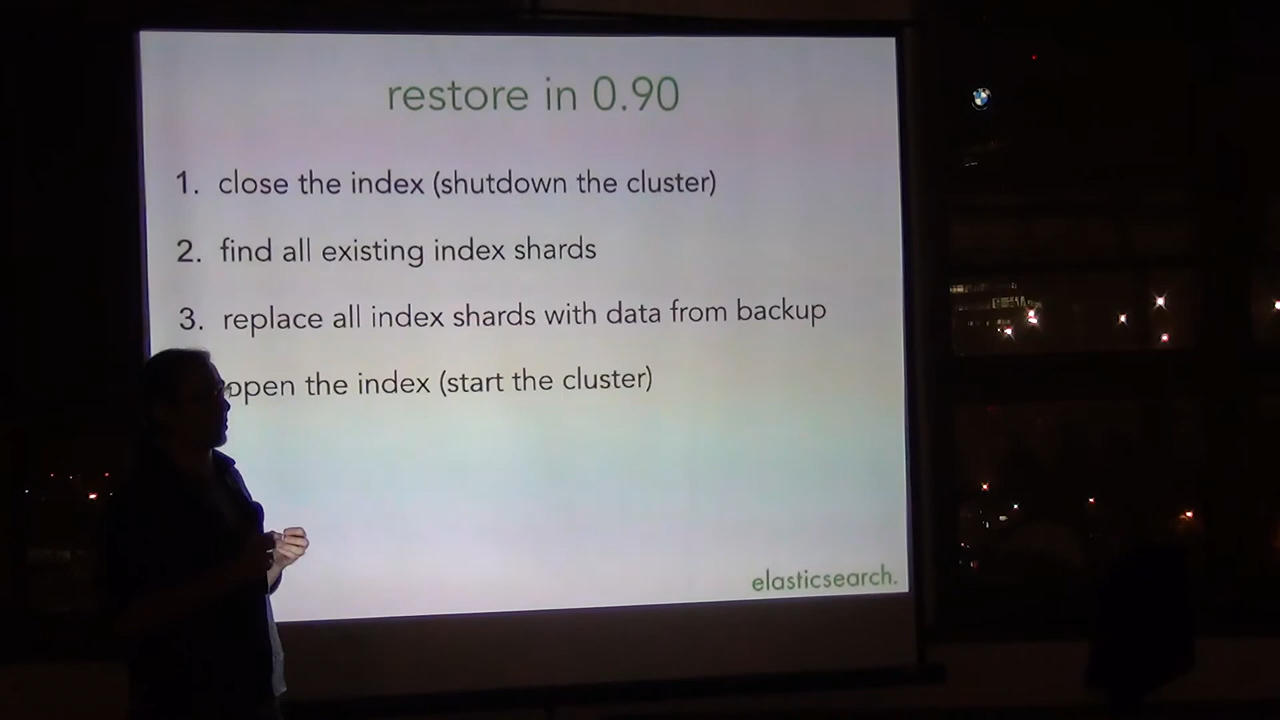 restore in 0.90
1. close the index (shutdown the cluster)
2. find all existing index shards
3. replace all index shards with data from backup
open the index (start the cluster)
elasticsearch.